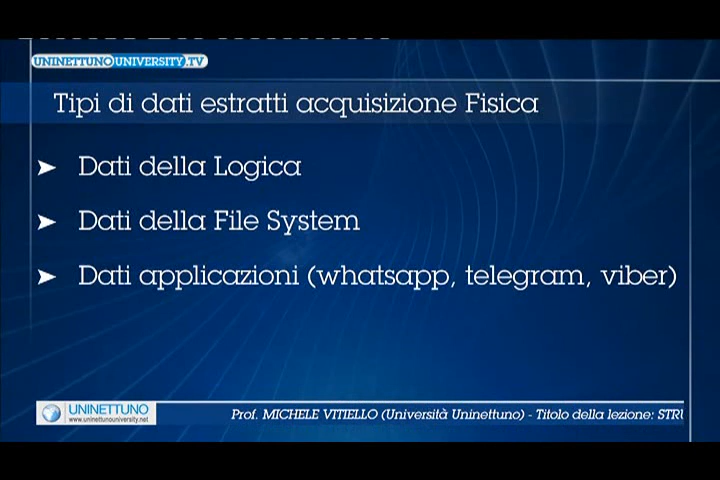 UNINETTUNOUNIVERSITY.TV
Tipi di dati estratti acquisizione Fisica
➤ Dati della Logica
➤ Dati della File System
➤ Dati applicazioni (whatsapp, telegram, viber)
UNINETTUNO
www.uninettunouniversity.net
Prof. MICHELE VITIELLO (Università Uninettuno) - Titolo della lezione: STRU